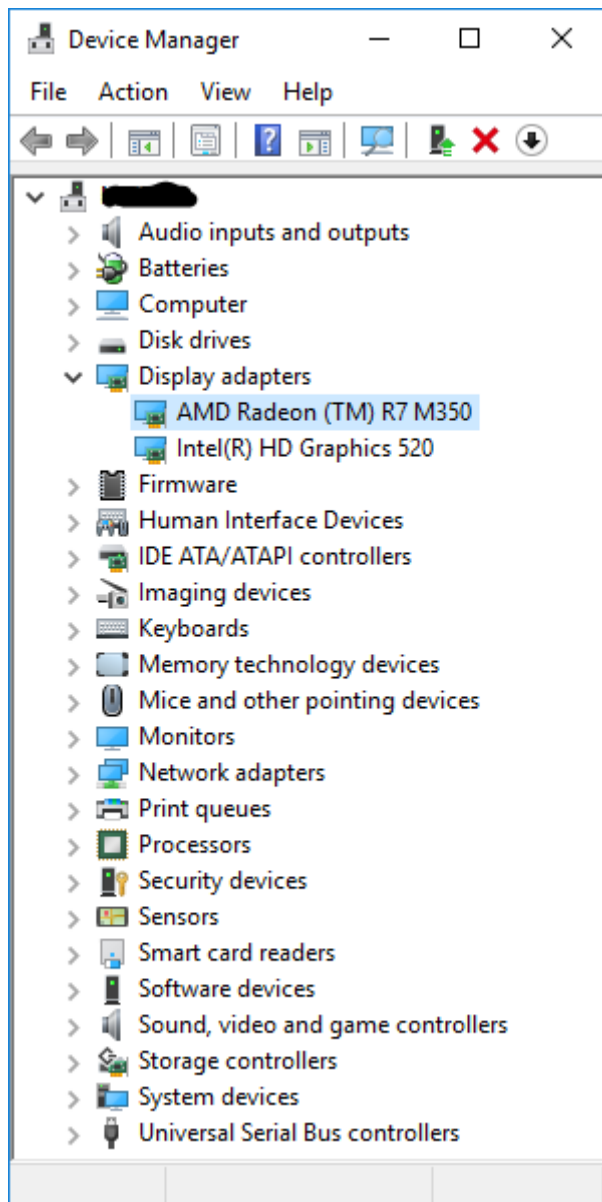 Device Manager
File Action View Help
Audio inputs and outputs
Batteries
Computer
Disk drives
Display adapters
AMD Radeon (TM) R7 M350
Intel(R) HD Graphics 520
Firmware
Human Interface Devices
IDE ATA/ATAPI controllers
Imaging devices
Keyboards
Memory technology devices
Mice and other pointing devices
Monitors
Network adapters
Print queues
Processors
Security devices
Sensors
Smart card readers
Software devices
Sound, video and game controllers
Storage controllers
System devices
Universal Serial Bus controllers